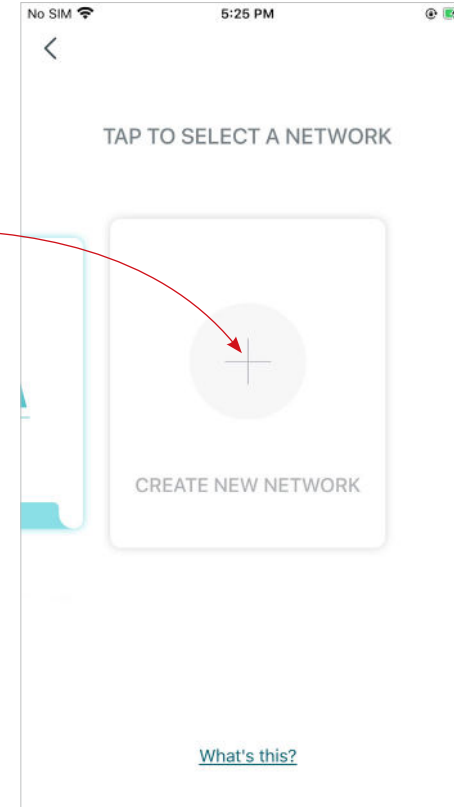 No SIM 5:25 PM
TAP TO SELECT A NETWORK
CREATE NEW NETWORK
What's this?